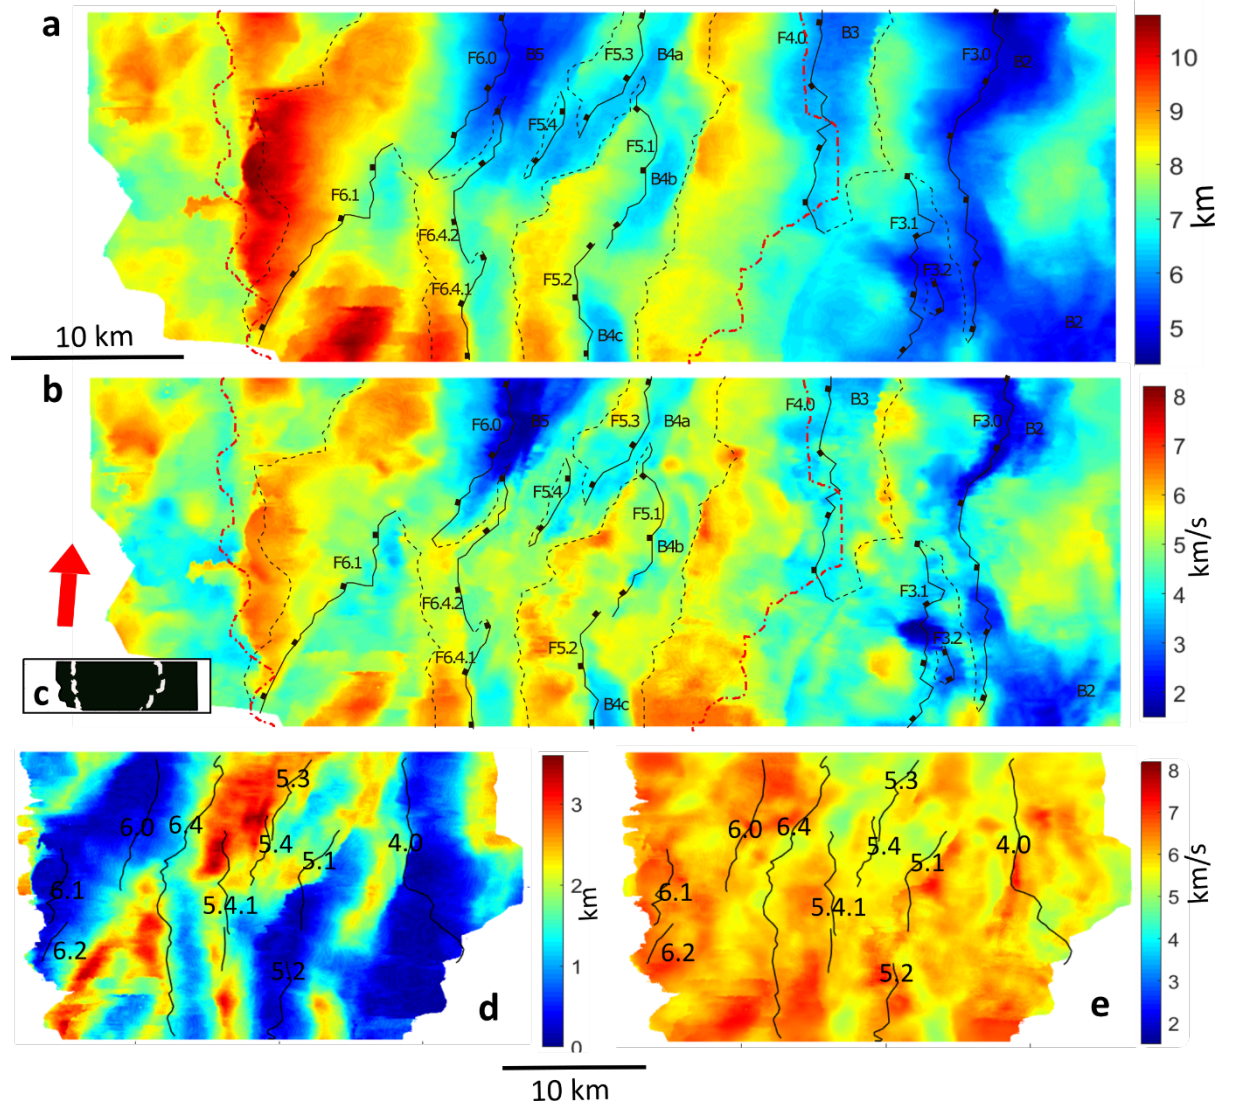 a
F6.0
B5
F5.3
B4a
F4.0
B3
F3.0
B2
F5.4
F5.1
B4b
F6.1
F6.4.2
F6.4.1
F5.2
B4c
F3.1
F3.2
B2
10
9
8
7
6
5
km
10 km
b
F6.0
B5
F5.3
B4a
F4.0
B3
F3.0
B2
F5.4
F5.1
B4b
F6.1
F6.4.2
F6.4.1
F5.2
B4c
F3.1
F3.2
B2
8
7
6
5
4
3
2
km/s
c
5.3
6.0
6.4
5.4
5.1
4.0
6.1
5.4.1
6.2
5.2
d
3
2
1
0
km
5.3
6.0
6.4
5.4
5.1
4.0
6.1
5.4.1
6.2
5.2
e
8
7
6
5
4
3
2
km/s
10 km